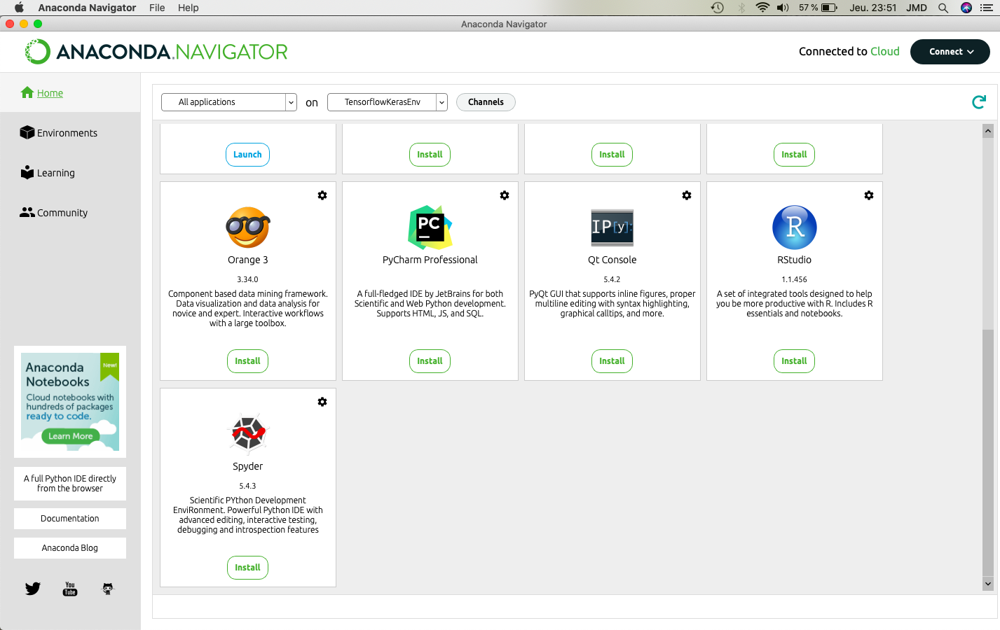 Anaconda Navigator File Help 57 % Jeu. 23:51 JMD
Anaconda Navigator
ANACONDA.NAVIGATOR
Connected to Cloud
Connect
Home
Environments
Learning
Community
All applications on TensorflowKerasEnv Channels
Launch
Install
Install
Install
Orange 3
3.34.0
Component based data mining framework.
Data visualization and data analysis for
novice and expert. Interactive workflows
with a large toolbox.
Install
PC
PyCharm Professional
A full-fledged IDE by JetBrains for both
Scientific and Web Python development.
Supports HTML, JS, and SQL.
Install
IP[y]:
Qt Console
5.4.2
PyQt GUI that supports inline figures, proper
multiline editing with syntax highlighting,
graphical calltips, and more.
Install
R
RStudio
1.1.456
A set of integrated tools designed to help
you be more productive with R. Includes R
essentials and notebooks.
Install
Spyder
5.4.3
Scientific PYthon Development
EnviRonment. Powerful Python IDE with
advanced editing, interactive testing,
debugging and introspection features
Install
New!
Anaconda
Notebooks
Cloud notebooks with
hundreds of packages
ready to code.
Learn More
A full Python IDE directly
from the browser
Documentation
Anaconda Blog
You
Tube